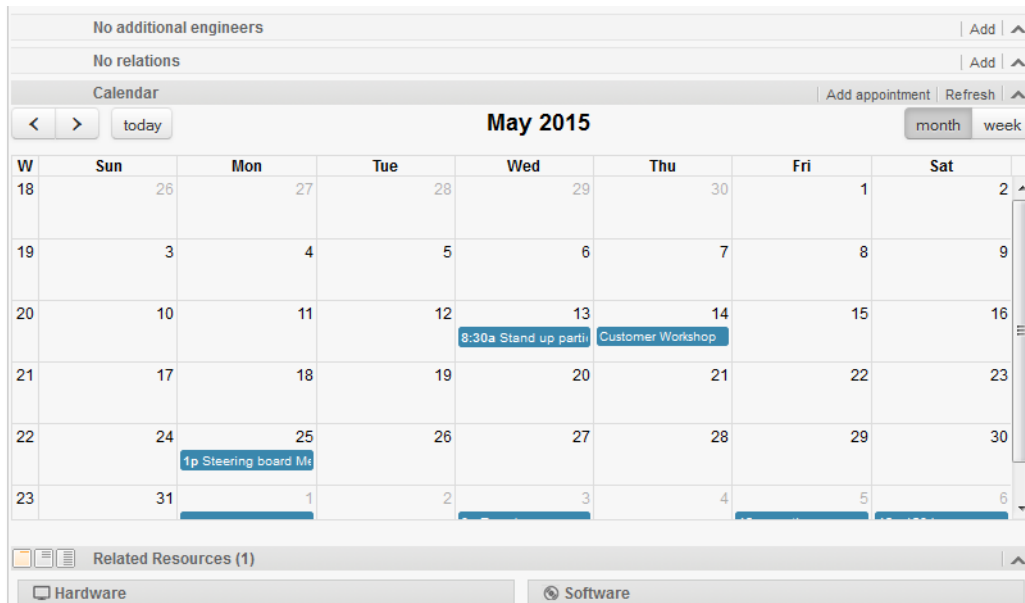 No additional engineers | Add
No relations | Add
Calendar | Add appointment | Refresh
< > today May 2015 month week
W Sun Mon Tue Wed Thu Fri Sat
18 26 27 28 29 30 1 2
19 3 4 5 6 7 8 9
20 10 11 12 13 14 15 16
8:30a Stand up Customer Workshop
21 17 18 19 20 21 22 23
22 24 25 26 27 28 29 30
1p Steering board
23 31 1 2 3 4 5 6
Related Resources (1)
Hardware Software